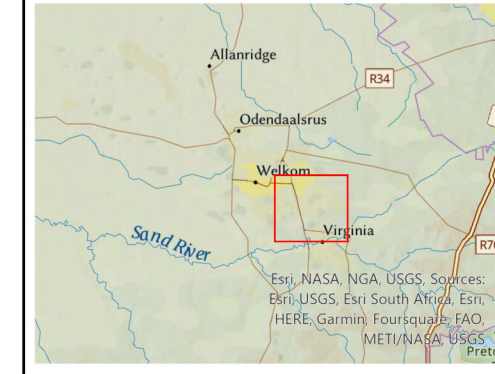 Allanridge
R34
Odendaalsrus
Welkom
Virginia
Sand River
R70
Esri, NASA, NGA, USGS, Sources:
Esri, USGS, Esri South Africa, Esri,
HERE, Garmin, Foursquare, FAO,
METI/NASA, USGS